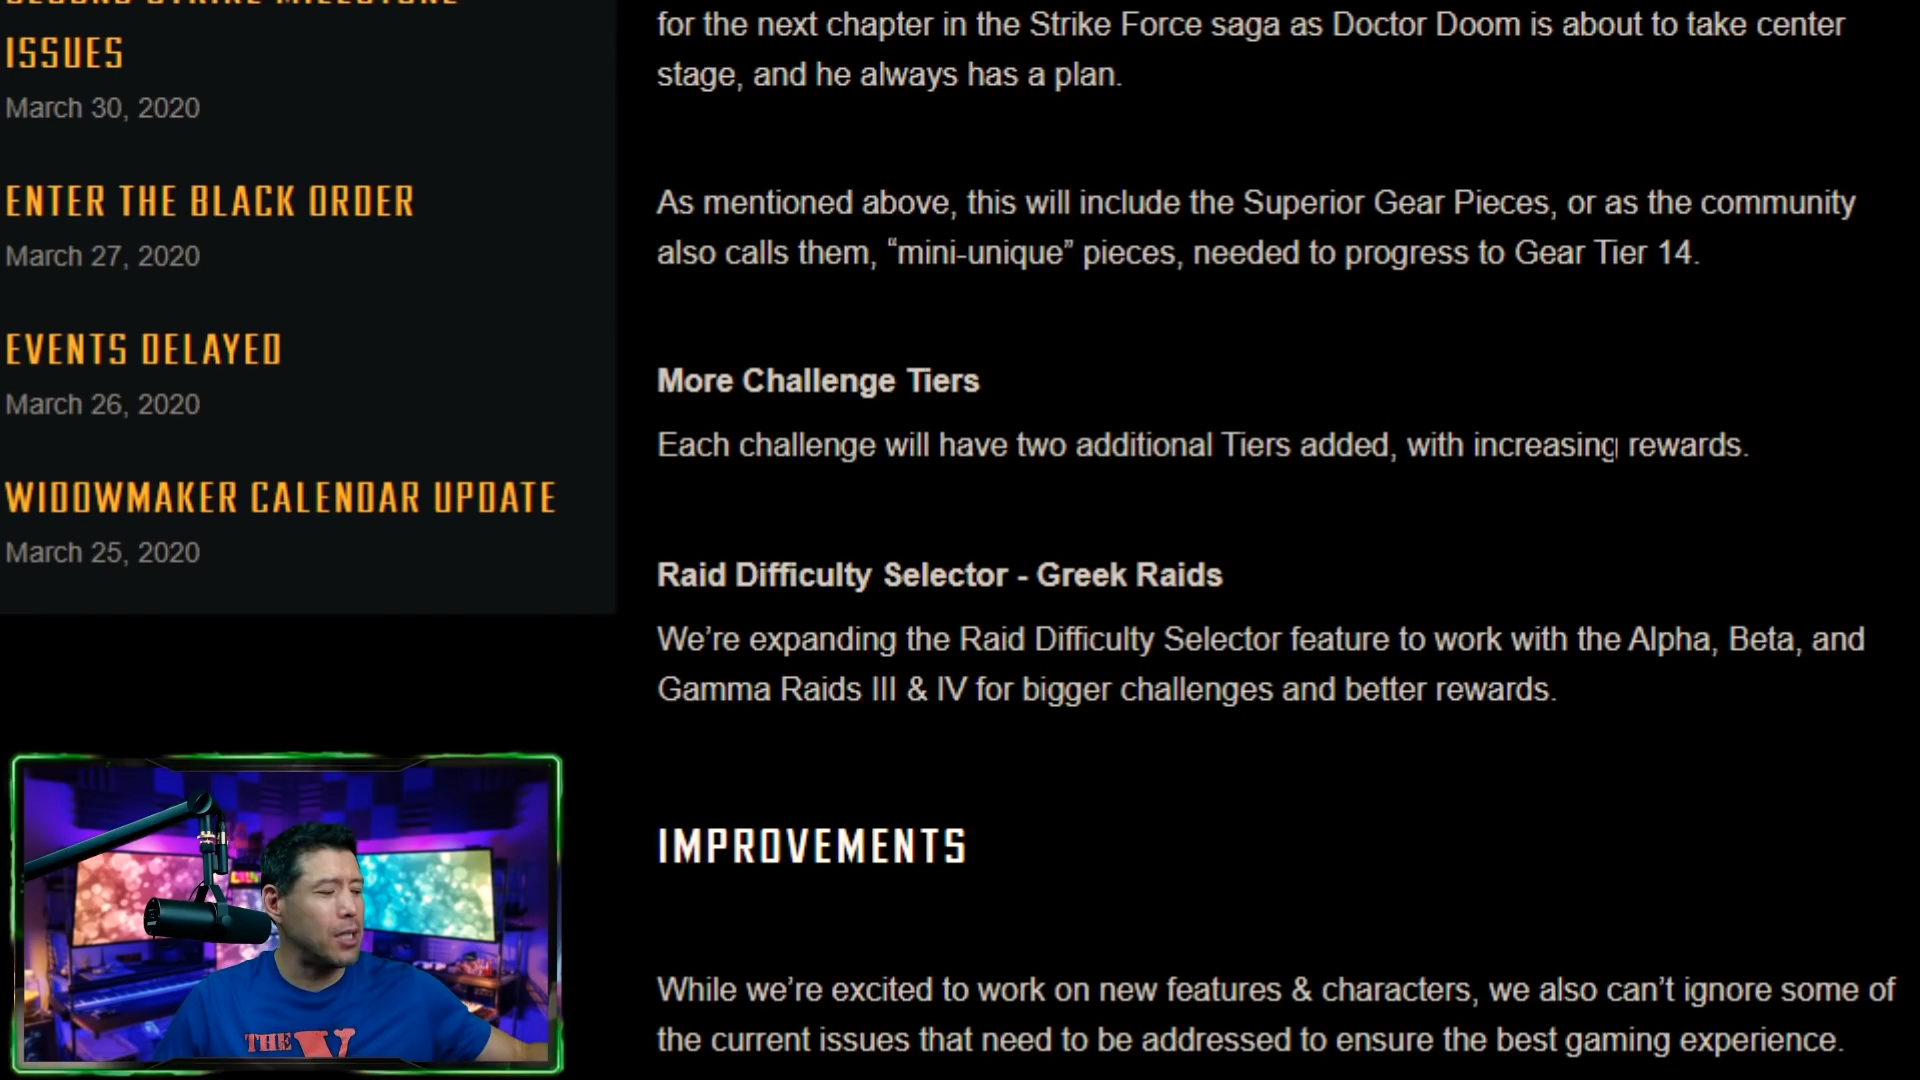 SECOND STRIKE MILESTONE
ISSUES
March 30, 2020
ENTER THE BLACK ORDER
March 27, 2020
EVENTS DELAYED
March 26, 2020
WIDOWMAKER CALENDAR UPDATE
March 25, 2020
for the next chapter in the Strike Force saga as Doctor Doom is about to take center
stage, and he always has a plan.
As mentioned above, this will include the Superior Gear Pieces, or as the community
also calls them, “mini-unique” pieces, needed to progress to Gear Tier 14.
More Challenge Tiers
Each challenge will have two additional Tiers added, with increasing rewards.
Raid Difficulty Selector - Greek Raids
We’re expanding the Raid Difficulty Selector feature to work with the Alpha, Beta, and
Gamma Raids III & IV for bigger challenges and better rewards.
IMPROVEMENTS
While we’re excited to work on new features & characters, we also can’t ignore some of
the current issues that need to be addressed to ensure the best gaming experience.
THE V